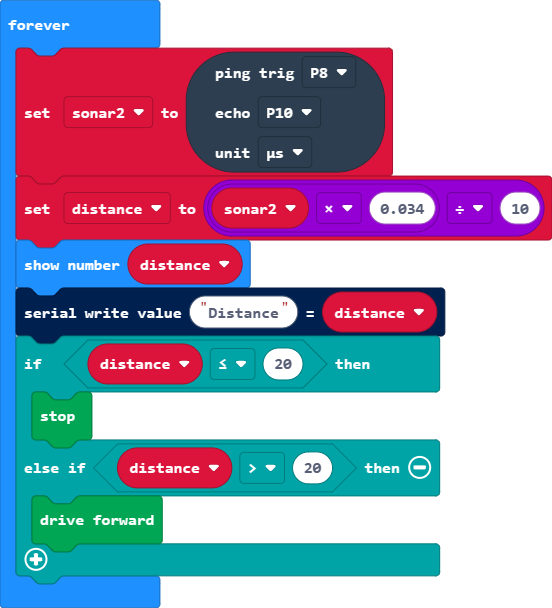 forever
ping trig P8
set sonar2 to echo P10
unit µs
set distance to sonar2 × 0.034 ÷ 10
show number distance
serial write value "Distance" = distance
if distance ≤ 20 then
stop
else if distance > 20 then
drive forward